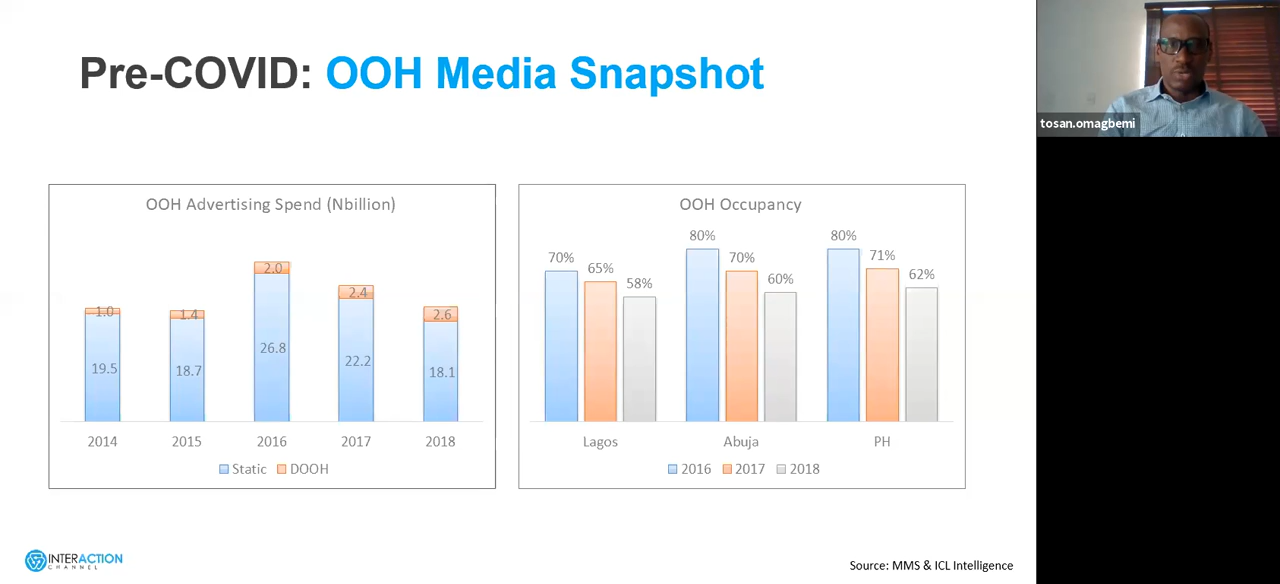 Pre-COVID: OOH Media Snapshot
tosan.omagbemi
OOH Advertising Spend (Nbillion)
1.0 1.4 2.0 2.4 2.6
19.5 18.7 26.8 22.2 18.1
2014 2015 2016 2017 2018
Static DOOH
OOH Occupancy
70% 65% 58% 80% 70% 60% 80% 71% 62%
Lagos Abuja PH
2016 2017 2018
INTERACTION
CHANNEL
Source: MMS & ICL Intelligence